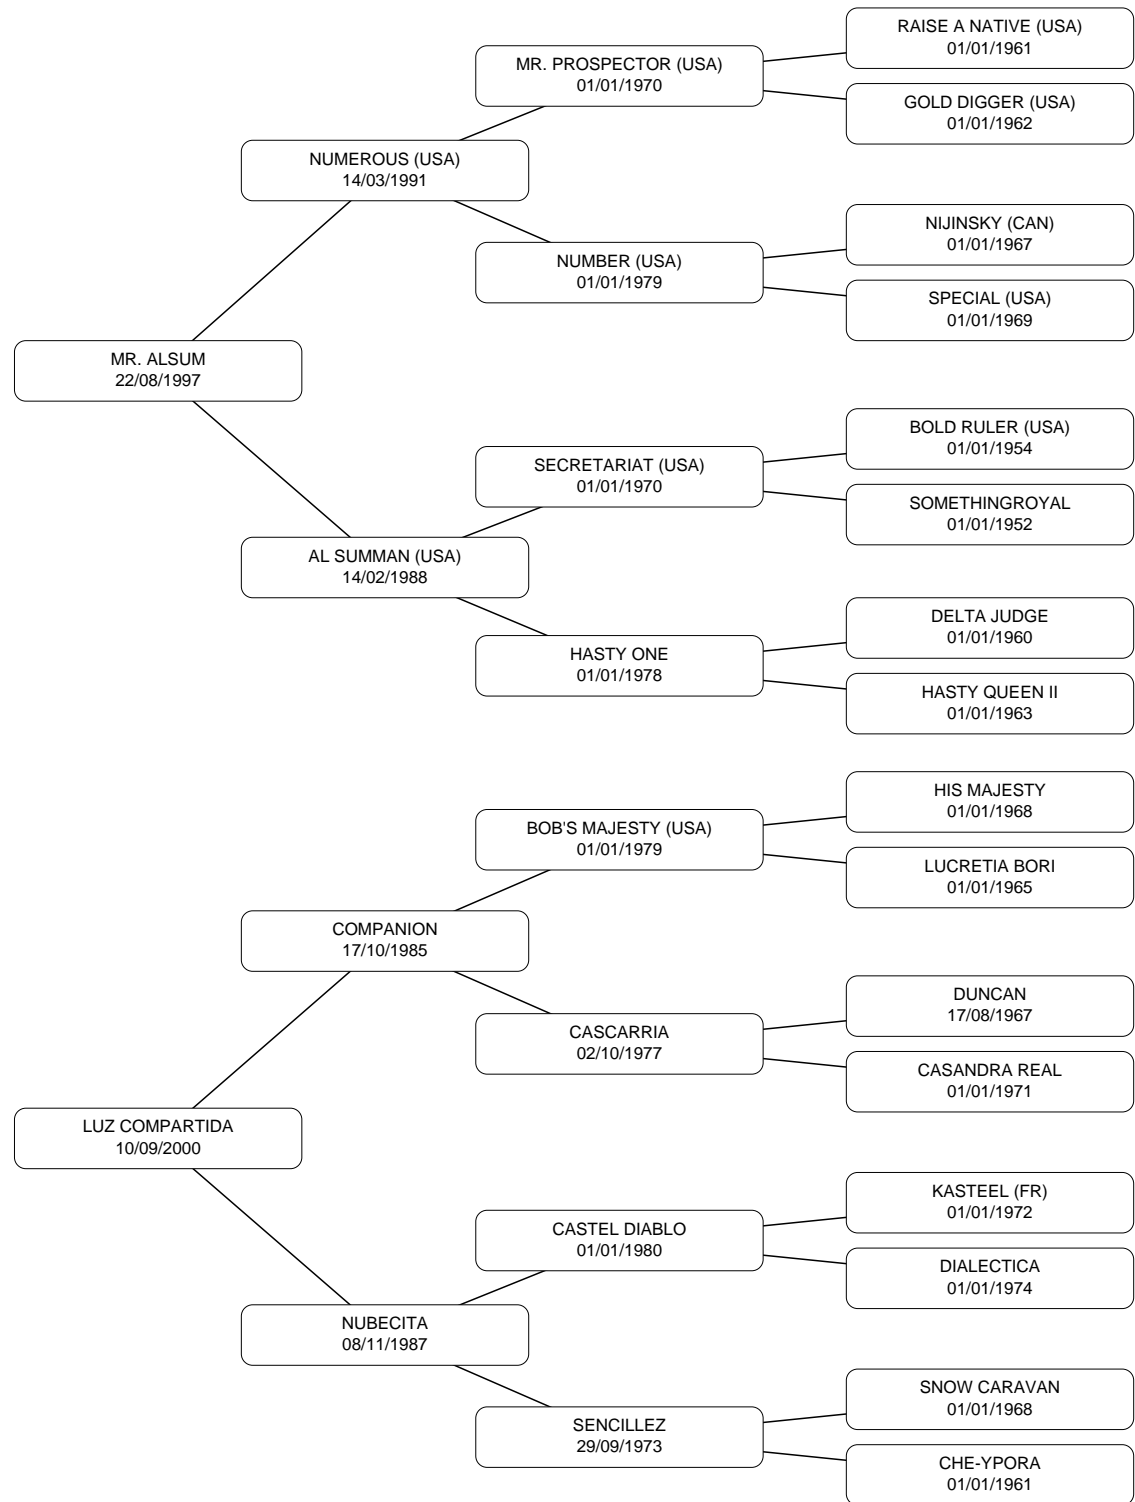 RAISE A NATIVE (USA)
01/01/1961
MR. PROSPECTOR (USA)
01/01/1970
GOLD DIGGER (USA)
01/01/1962
NUMEROUS (USA)
14/03/1991
NIJINSKY (CAN)
01/01/1967
NUMBER (USA)
01/01/1979
SPECIAL (USA)
01/01/1969
MR. ALSUM
22/08/1997
BOLD RULER (USA)
01/01/1954
SECRETARIAT (USA)
01/01/1970
SOMETHINGROYAL
01/01/1952
AL SUMMAN (USA)
14/02/1988
DELTA JUDGE
01/01/1960
HASTY ONE
01/01/1978
HASTY QUEEN II
01/01/1963
HIS MAJESTY
01/01/1968
BOB'S MAJESTY (USA)
01/01/1979
LUCRETIA BORI
01/01/1965
COMPANION
17/10/1985
DUNCAN
17/08/1967
CASCARRIA
02/10/1977
CASANDRA REAL
01/01/1971
LUZ COMPARTIDA
10/09/2000
KASTEEL (FR)
01/01/1972
CASTEL DIABLO
01/01/1980
DIALECTICA
01/01/1974
NUBECITA
08/11/1987
SNOW CARAVAN
01/01/1968
SENCILLEZ
29/09/1973
CHE-YPORA
01/01/1961